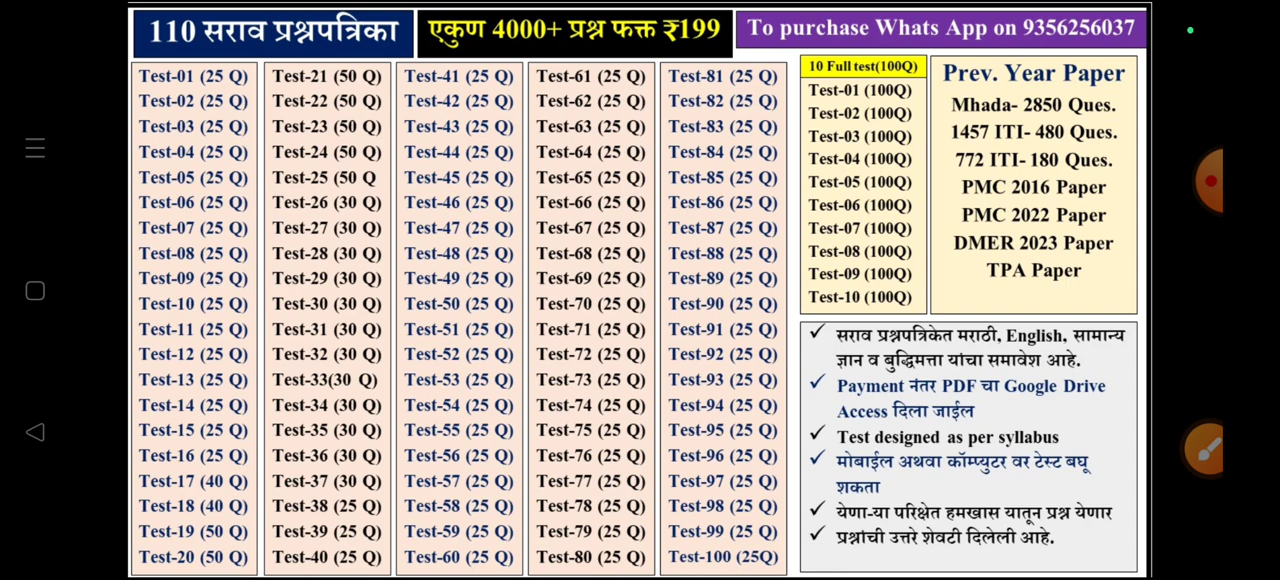 110 सराव प्रश्नपत्रिका
एकुण 4000+ प्रश्न फक्त ₹199
To purchase Whats App on 9356256037
Test-01 (25 Q)
Test-02 (25 Q)
Test-03 (25 Q)
Test-04 (25 Q)
Test-05 (25 Q)
Test-06 (25 Q)
Test-07 (25 Q)
Test-08 (25 Q)
Test-09 (25 Q)
Test-10 (25 Q)
Test-11 (25 Q)
Test-12 (25 Q)
Test-13 (25 Q)
Test-14 (25 Q)
Test-15 (25 Q)
Test-16 (25 Q)
Test-17 (40 Q)
Test-18 (40 Q)
Test-19 (50 Q)
Test-20 (50 Q)
Test-21 (50 Q)
Test-22 (50 Q)
Test-23 (50 Q)
Test-24 (50 Q)
Test-25 (50 Q
Test-26 (30 Q)
Test-27 (30 Q)
Test-28 (30 Q)
Test-29 (30 Q)
Test-30 (30 Q)
Test-31 (30 Q)
Test-32 (30 Q)
Test-33(30 Q)
Test-34 (30 Q)
Test-35 (30 Q)
Test-36 (30 Q)
Test-37 (30 Q)
Test-38 (25 Q)
Test-39 (25 Q)
Test-40 (25 Q)
Test-41 (25 Q)
Test-42 (25 Q)
Test-43 (25 Q)
Test-44 (25 Q)
Test-45 (25 Q)
Test-46 (25 Q)
Test-47 (25 Q)
Test-48 (25 Q)
Test-49 (25 Q)
Test-50 (25 Q)
Test-51 (25 Q)
Test-52 (25 Q)
Test-53 (25 Q)
Test-54 (25 Q)
Test-55 (25 Q)
Test-56 (25 Q)
Test-57 (25 Q)
Test-58 (25 Q)
Test-59 (25 Q)
Test-60 (25 Q)
Test-61 (25 Q)
Test-62 (25 Q)
Test-63 (25 Q)
Test-64 (25 Q)
Test-65 (25 Q)
Test-66 (25 Q)
Test-67 (25 Q)
Test-68 (25 Q)
Test-69 (25 Q)
Test-70 (25 Q)
Test-71 (25 Q)
Test-72 (25 Q)
Test-73 (25 Q)
Test-74 (25 Q)
Test-75 (25 Q)
Test-76 (25 Q)
Test-77 (25 Q)
Test-78 (25 Q)
Test-79 (25 Q)
Test-80 (25 Q)
Test-81 (25 Q)
Test-82 (25 Q)
Test-83 (25 Q)
Test-84 (25 Q)
Test-85 (25 Q)
Test-86 (25 Q)
Test-87 (25 Q)
Test-88 (25 Q)
Test-89 (25 Q)
Test-90 (25 Q)
Test-91 (25 Q)
Test-92 (25 Q)
Test-93 (25 Q)
Test-94 (25 Q)
Test-95 (25 Q)
Test-96 (25 Q)
Test-97 (25 Q)
Test-98 (25 Q)
Test-99 (25 Q)
Test-100 (25Q)
10 Full test(100Q)
Test-01 (100Q)
Test-02 (100Q)
Test-03 (100Q)
Test-04 (100Q)
Test-05 (100Q)
Test-06 (100Q)
Test-07 (100Q)
Test-08 (100Q)
Test-09 (100Q)
Test-10 (100Q)
Prev. Year Paper
Mhada- 2850 Ques.
1457 ITI- 480 Ques.
772 ITI- 180 Ques.
PMC 2016 Paper
PMC 2022 Paper
DMER 2023 Paper
TPA Paper
✓ सराव प्रश्नपत्रिकेत मराठी, English, सामान्य
ज्ञान व बुद्धिमत्ता यांचा समावेश आहे.
✓ Payment नंतर PDF चा Google Drive
Access दिला जाईल
✓ Test designed as per syllabus
✓ मोबाईल अथवा कॉम्प्युटर वर टेस्ट बघू
शकता
✓ येणा-या परिक्षेत हमखास यातून प्रश्न येणार
✓ प्रश्नांची उत्तरे शेवटी दिलेली आहे.